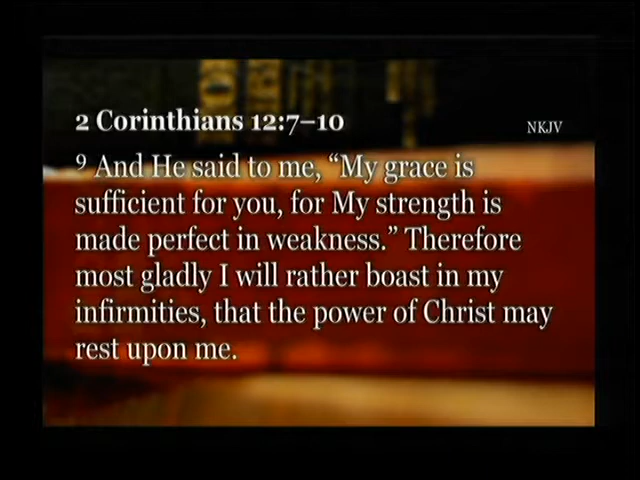 2 Corinthians 12:7–10
NKJV
9 And He said to me, “My grace is
sufficient for you, for My strength is
made perfect in weakness.” Therefore
most gladly I will rather boast in my
infirmities, that the power of Christ may
rest upon me.